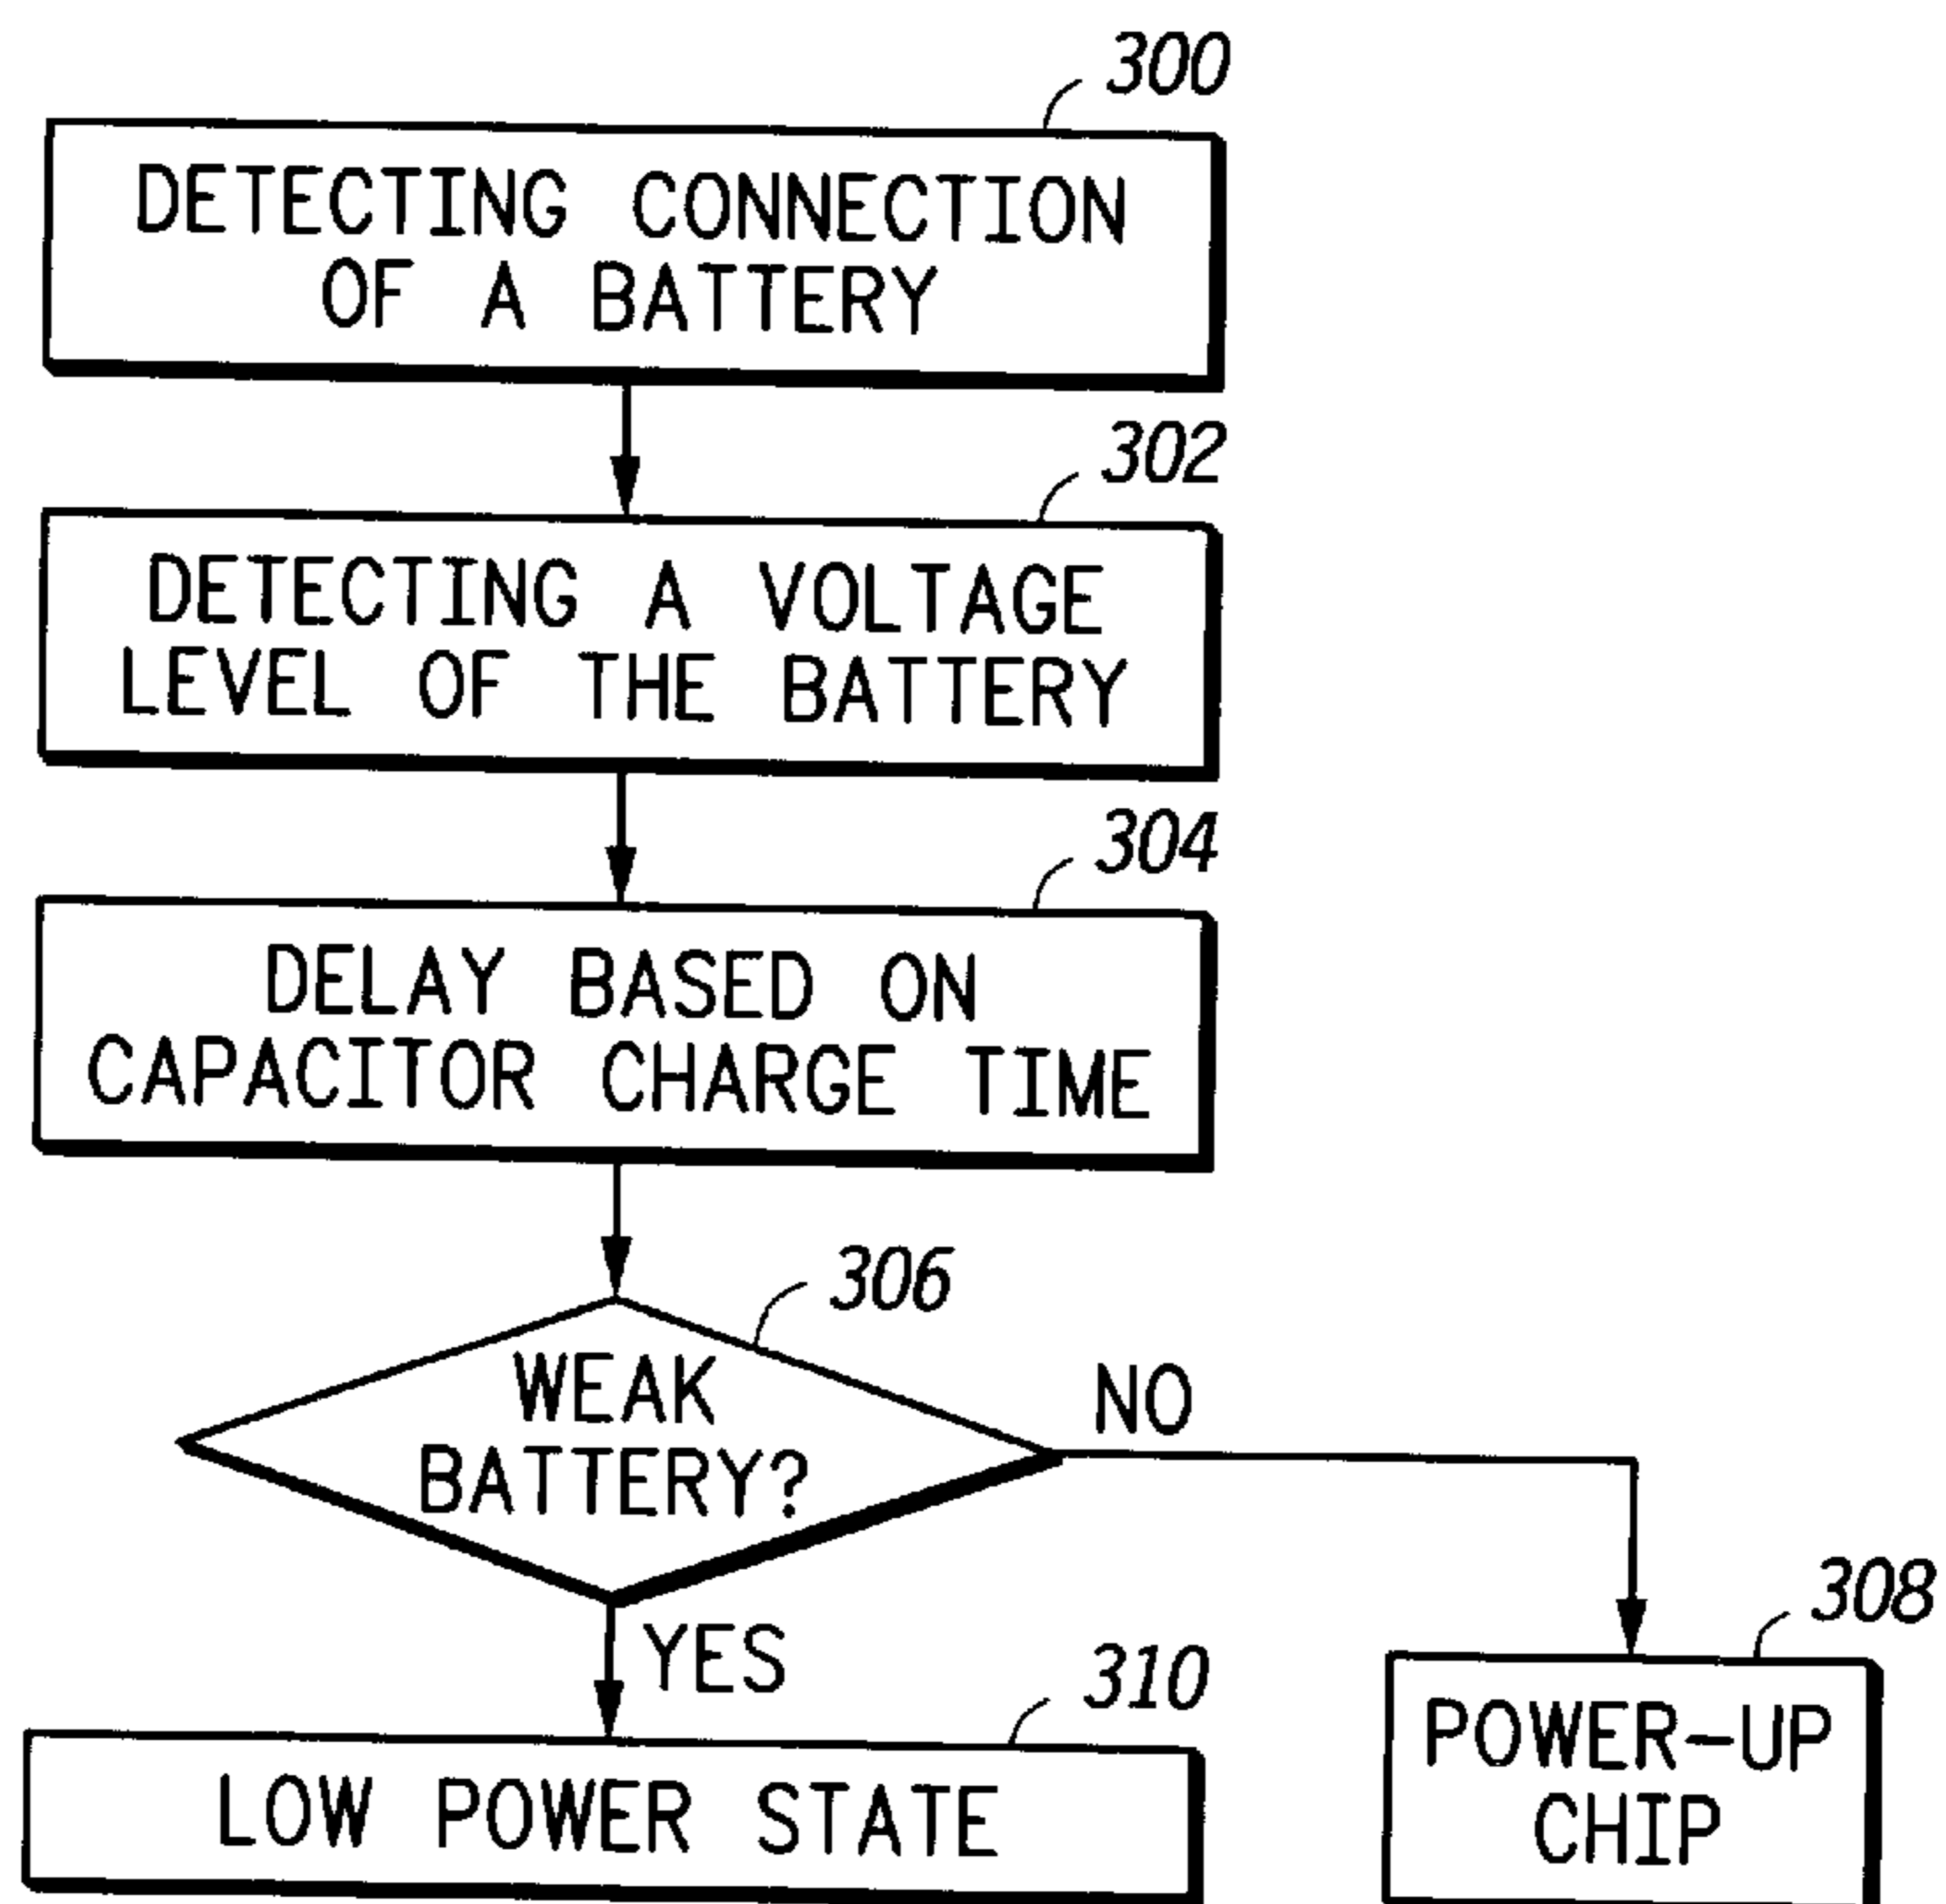 300
DETECTING CONNECTION
OF A BATTERY
302
DETECTING A VOLTAGE
LEVEL OF THE BATTERY
304
DELAY BASED ON
CAPACITOR CHARGE TIME
306
WEAK
BATTERY?
NO
YES
308
POWER-UP
CHIP
310
LOW POWER STATE